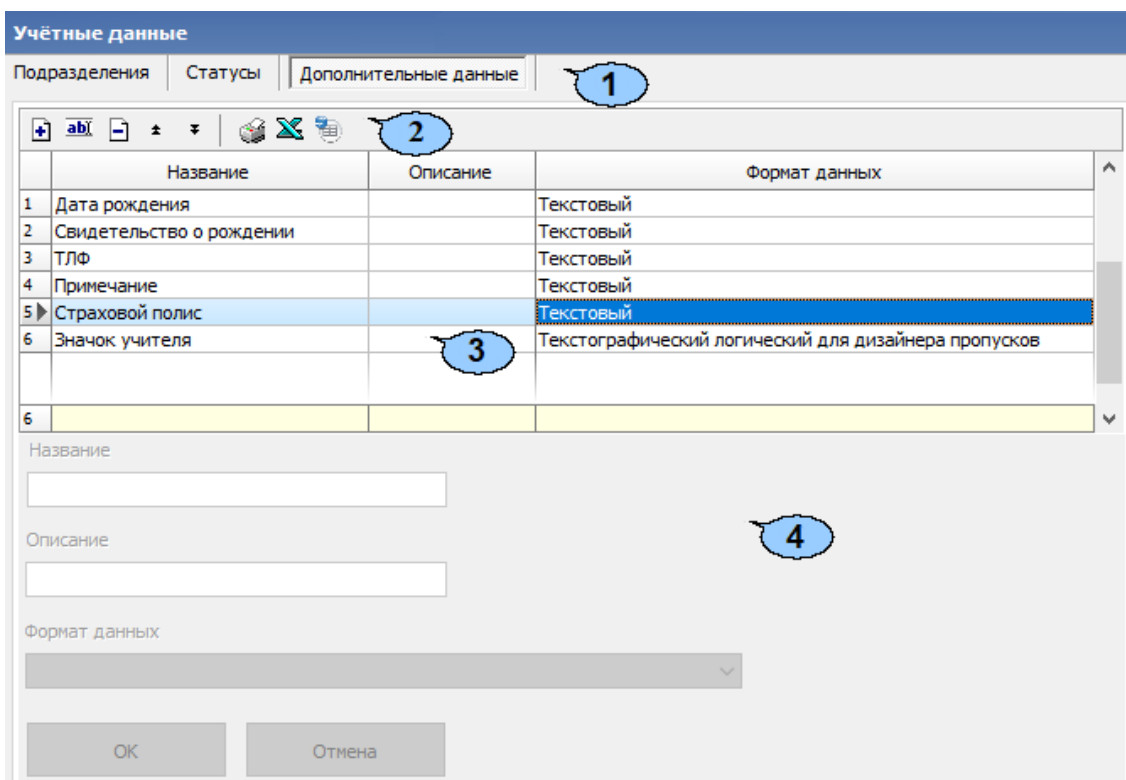 Учётные данные
Подразделения Статусы Дополнительные данные 1
abI 2
Название Описание Формат данных
1 Дата рождения Текстовый
2 Свидетельство о рождении Текстовый
3 ТЛФ Текстовый
4 Примечание Текстовый
5 Страховой полис Текстовый
6 Значок учителя 3 Текстографический логический для дизайнера пропусков
6
Название
4
Описание
Формат данных
ОК Отмена